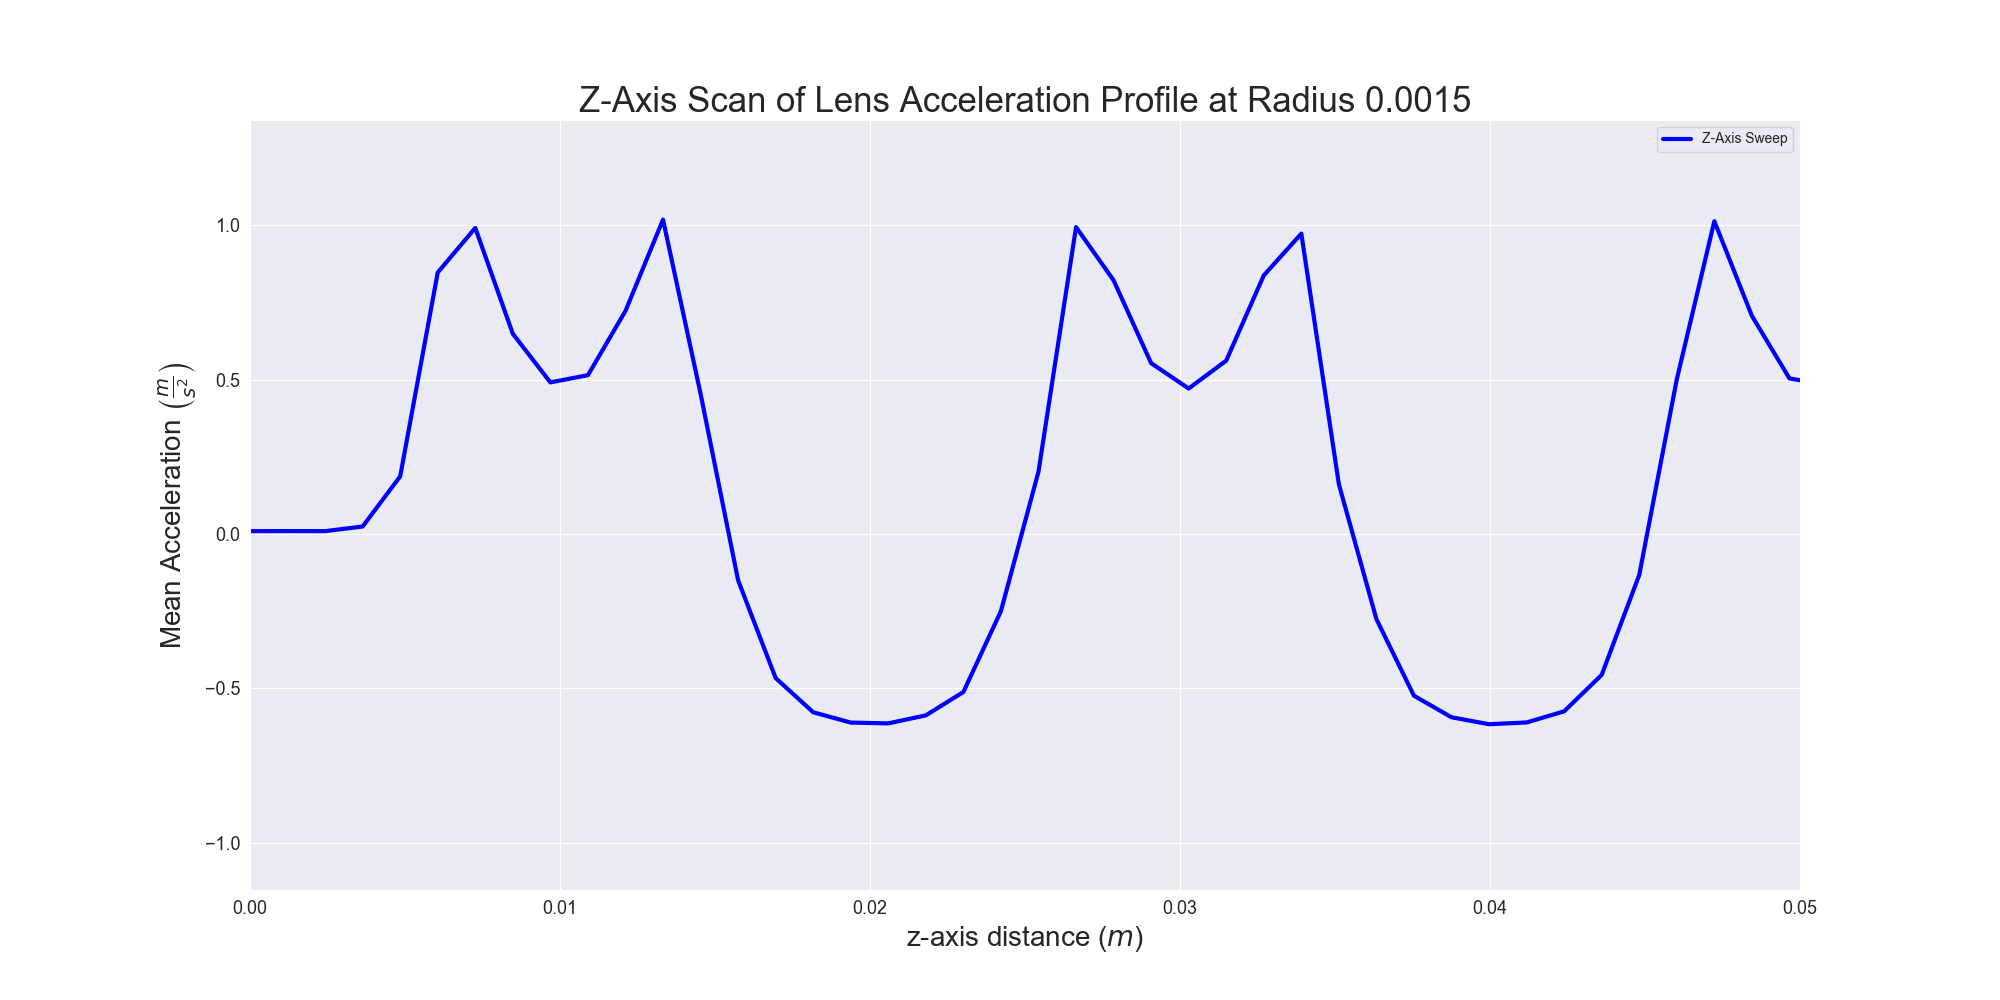 Z-Axis Scan of Lens Acceleration Profile at Radius 0.0015
Z-Axis Sweep
Mean Acceleration (m/s²)
1.0
0.5
0.0
−0.5
−1.0
0.00 0.01 0.02 0.03 0.04 0.05
z-axis distance (m)